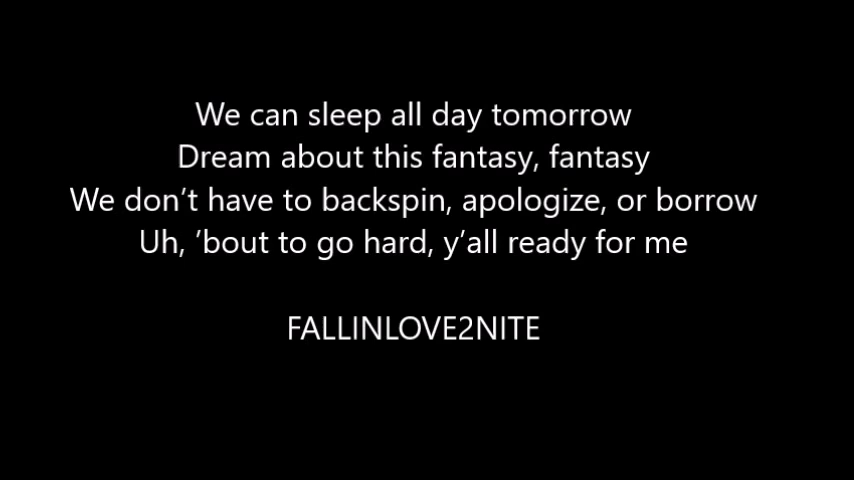 We can sleep all day tomorrow
Dream about this fantasy, fantasy
We don’t have to backspin, apologize, or borrow
Uh, ’bout to go hard, y’all ready for me
FALLINLOVE2NITE